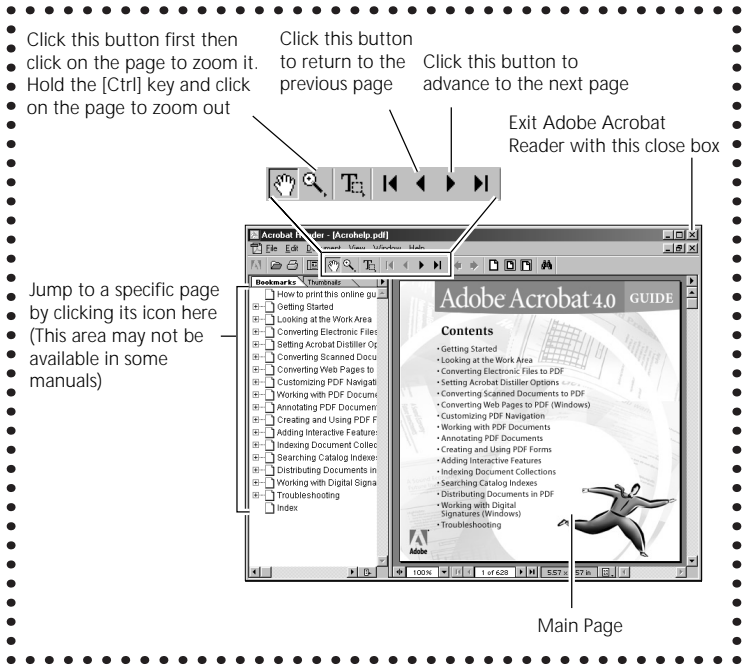 Click this button first then
click on the page to zoom it.
Hold the [Ctrl] key and click
on the page to zoom out
Click this button
to return to the
previous page
Click this button to
advance to the next page
Exit Adobe Acrobat
Reader with this close box
Acrobat Reader - [Acrohelp.pdf]
File Edit Document View Window Help
Jump to a specific page
by clicking its icon here
(This area may not be
available in some
manuals)
Bookmarks Thumbnails
How to print this online gu
Getting Started
Looking at the Work Area
Converting Electronic Files
Setting Acrobat Distiller Op
Converting Scanned Docu
Converting Web Pages to
Customizing PDF Navigati
Working with PDF Docume
Annotating PDF Documen
Creating and Using PDF F
Adding Interactive Feature
Indexing Document Collec
Searching Catalog Indexe
Distributing Documents in
Working with Digital Signa
Troubleshooting
Index
Adobe Acrobat 4.0 GUIDE
Contents
• Getting Started
• Looking at the Work Area
• Converting Electronic Files to PDF
• Setting Acrobat Distiller Options
• Converting Scanned Documents to PDF
• Converting Web Pages to PDF (Windows)
• Customizing PDF Navigation
• Working with PDF Documents
• Annotating PDF Documents
• Creating and Using PDF Forms
• Adding Interactive Features
• Indexing Document Collections
• Searching Catalog Indexes
• Distributing Documents in PDF
• Working with Digital
Signatures (Windows)
• Troubleshooting
Adobe
100% 1 of 628 5.57 x 57 in
Main Page